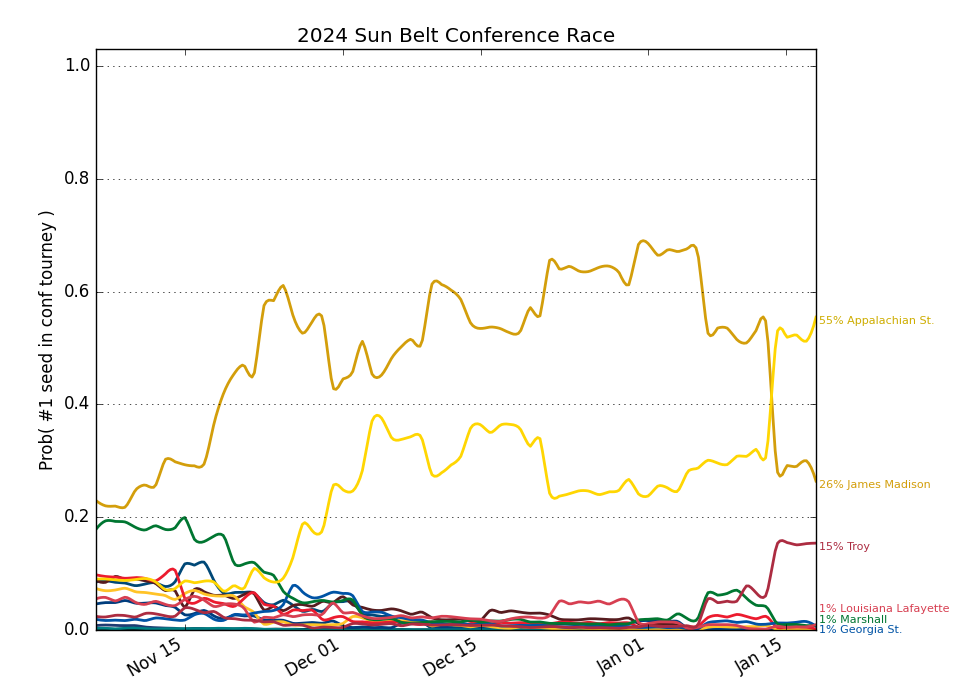 2024 Sun Belt Conference Race
Prob( #1 seed in conf tourney )
1.0
0.8
0.6
0.4
0.2
0.0
55% Appalachian St.
26% James Madison
15% Troy
1% Louisiana Lafayette
1% Marshall
1% Georgia St.
Nov 15
Dec 01
Dec 15
Jan 01
Jan 15